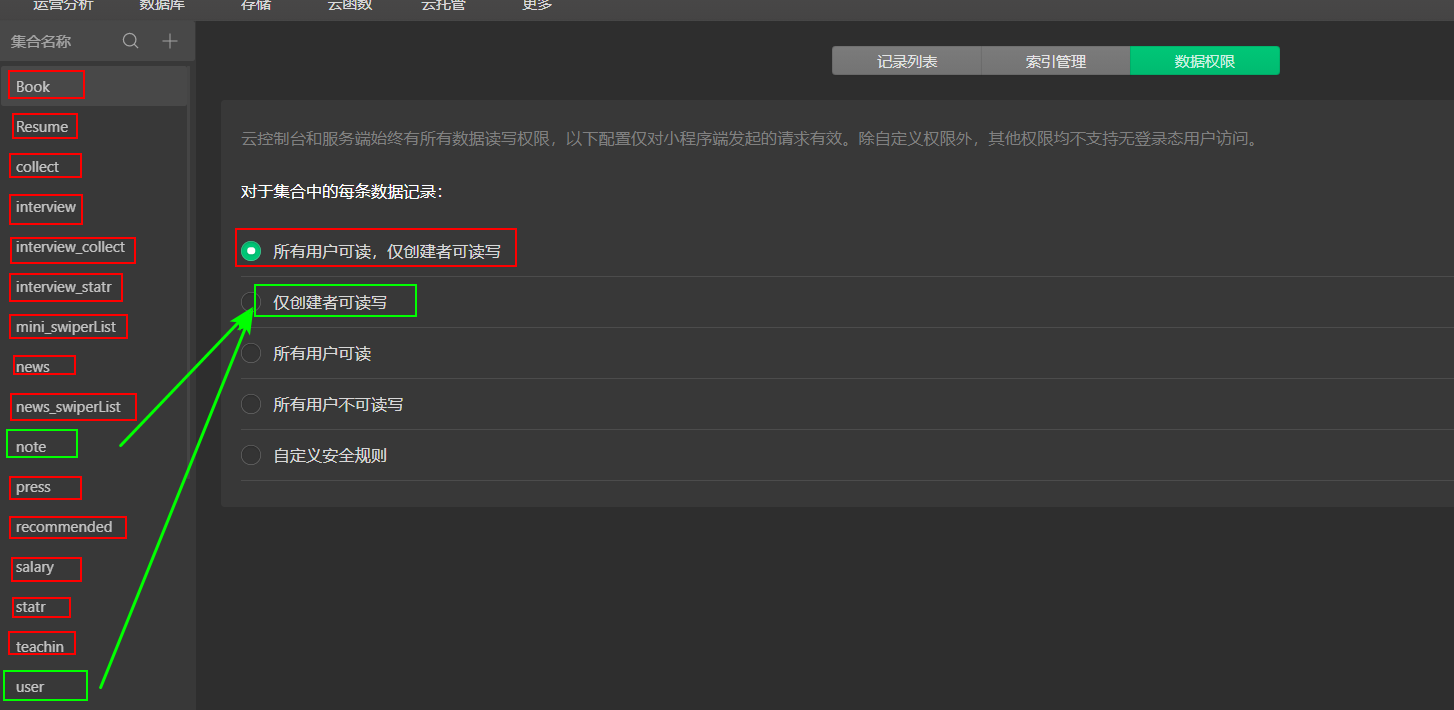 运营分析 数据库 存储 云函数 云托管 更多
集合名称
Book
Resume
collect
interview
interview_collect
interview_statr
mini_swiperList
news
news_swiperList
note
press
recommended
salary
statr
teachin
user
记录列表 索引管理 数据权限
云控制台和服务端始终有所有数据读写权限，以下配置仅对小程序端发起的请求有效。除自定义权限外，其他权限均不支持无登录态用户访问。
对于集合中的每条数据记录：
所有用户可读，仅创建者可读写
仅创建者可读写
所有用户可读
所有用户不可读写
自定义安全规则